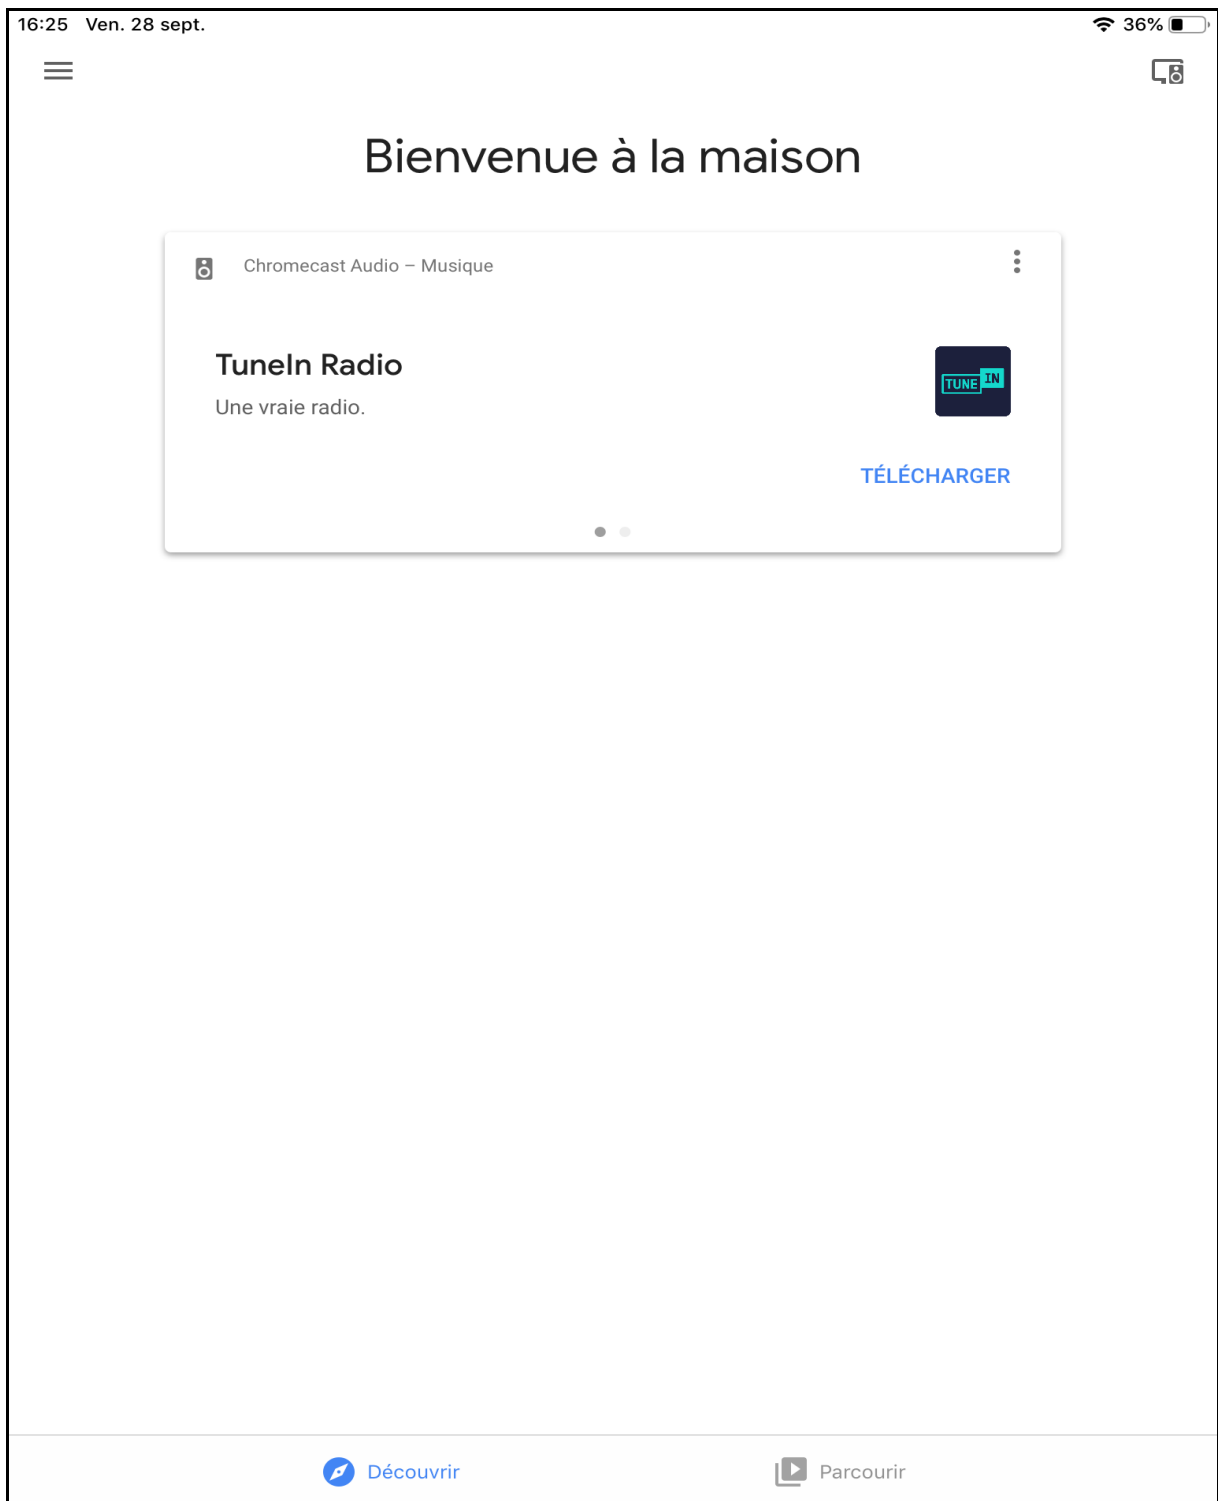 16:25 Ven. 28 sept. 36%
Bienvenue à la maison
Chromecast Audio – Musique
TuneIn Radio
TUNE IN
Une vraie radio.
TÉLÉCHARGER
Découvrir Parcourir